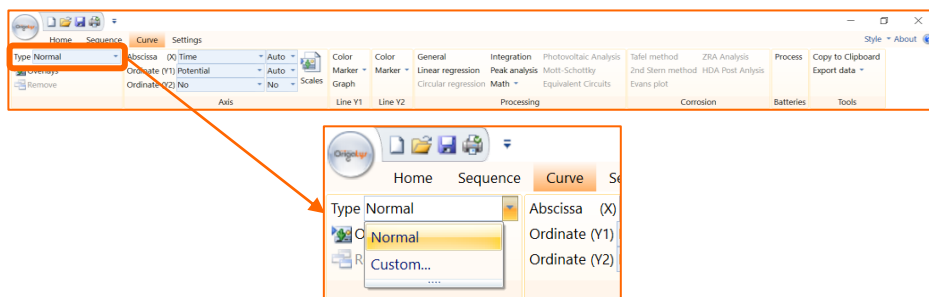 Home Sequence Curve Settings Style About
Type Normal Abscissa (X) Time Auto Color Color General Integration Photovoltaic Analysis Tafel method ZRA Analysis Process Copy to Clipboard
Overlays Ordinate (Y1) Potential Auto Scales Marker Marker Linear regression Peak analysis Mott-Schottky 2nd Stern method HDA Post Anlysis Export data
Remove Ordinate (Y2) No No Graph Circular regression Math Equivalent Circuits Evans plot
Axis Line Y1 Line Y2 Processing Corrosion Batteries Tools
OrigaLys
Home Sequence Curve Se
Type Normal Abscissa (X)
O Normal Ordinate (Y1)
R Custom... Ordinate (Y2)